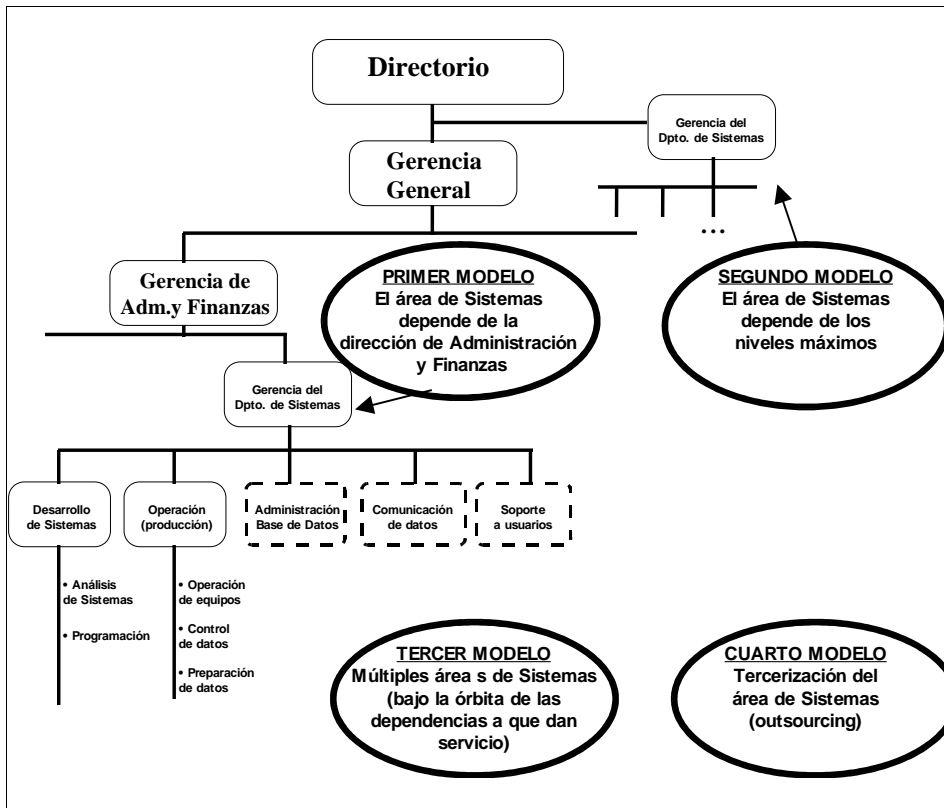 Directorio
Gerencia del
Dpto. de Sistemas
Gerencia
General
...
Gerencia de
Adm.y Finanzas
PRIMER MODELO
El área de Sistemas
depende de la
dirección de Administración
y Finanzas
SEGUNDO MODELO
El área de Sistemas
depende de los
niveles máximos
Gerencia del
Dpto. de Sistemas
Desarrollo
de Sistemas
Operación
(producción)
Administración
Base de Datos
Comunicación
de datos
Soporte
a usuarios
• Análisis
de Sistemas
• Programación
• Operación
de equipos
• Control
de datos
• Preparación
de datos
TERCER MODELO
Múltiples área s de Sistemas
(bajo la órbita de las
dependencias a que dan
servicio)
CUARTO MODELO
Tercerización del
área de Sistemas
(outsourcing)